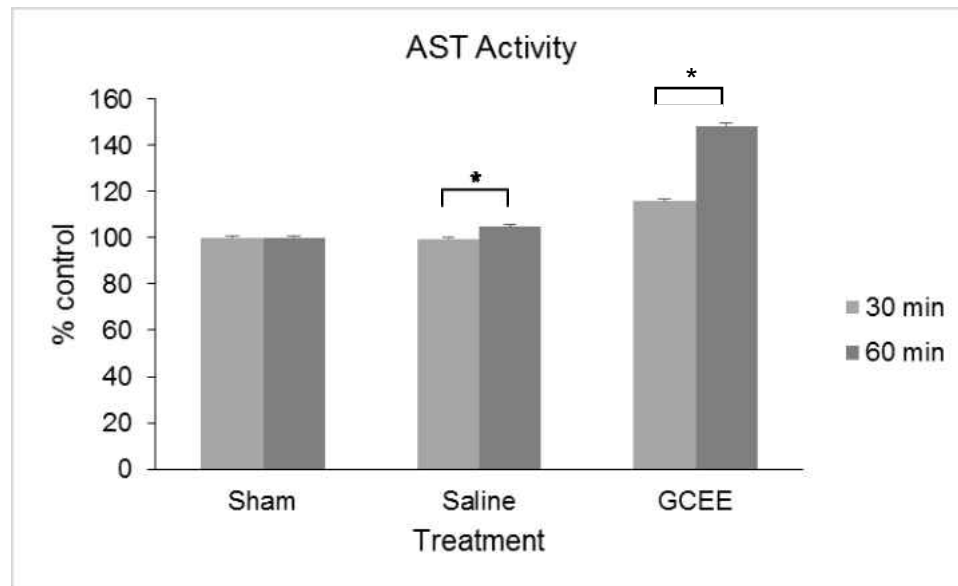 AST Activity
*
*
160
140
120
100
80
60
40
20
0
% control
Sham Saline GCEE
Treatment
30 min
60 min